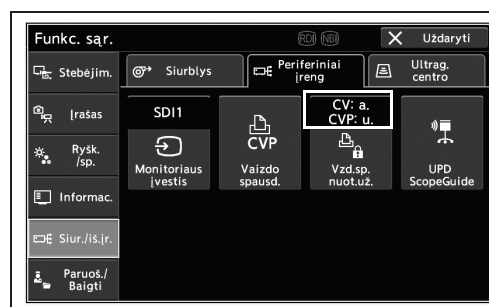 Funkc. sąr.
RDI NBI
Uždaryti
Stebėjim.
Siurblys
Periferiniai
įreng
Ultrag.
centro
Įrašas
SDI1
CVP
CV: a.
CVP: u.
Ryšk.
/sp.
Monitoriaus
įvestis
Vaizdo
spausd.
Vzd.sp.
nuot.už.
UPD
ScopeGuide
Informac.
Siur./iš.įr.
Paruoš./
Baigti